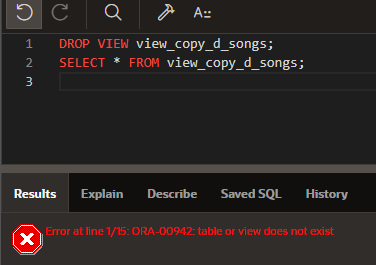 A::
1 DROP VIEW view_copy_d_songs;
2 SELECT * FROM view_copy_d_songs;
3
Results Explain Describe Saved SQL History
Error at line 1/15: ORA-00942: table or view does not exist